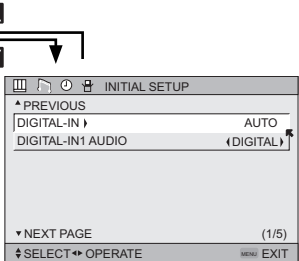 INITIAL SETUP
PREVIOUS
DIGITAL-IN AUTO
DIGITAL-IN1 AUDIO DIGITAL
NEXT PAGE (1/5)
SELECT OPERATE MENU EXIT